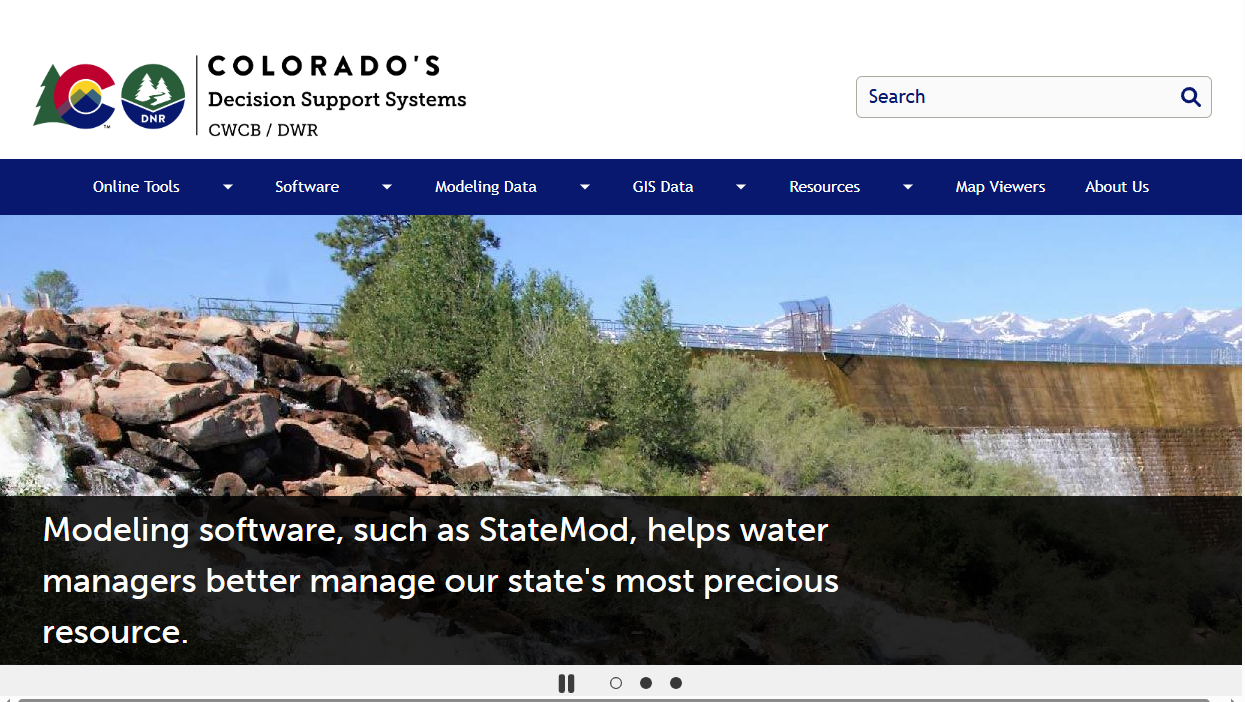 COLORADO'S
Decision Support Systems
CWCB / DWR
DNR
TM
Search
Online Tools
Software
Modeling Data
GIS Data
Resources
Map Viewers
About Us
Modeling software, such as StateMod, helps water
managers better manage our state's most precious
resource.